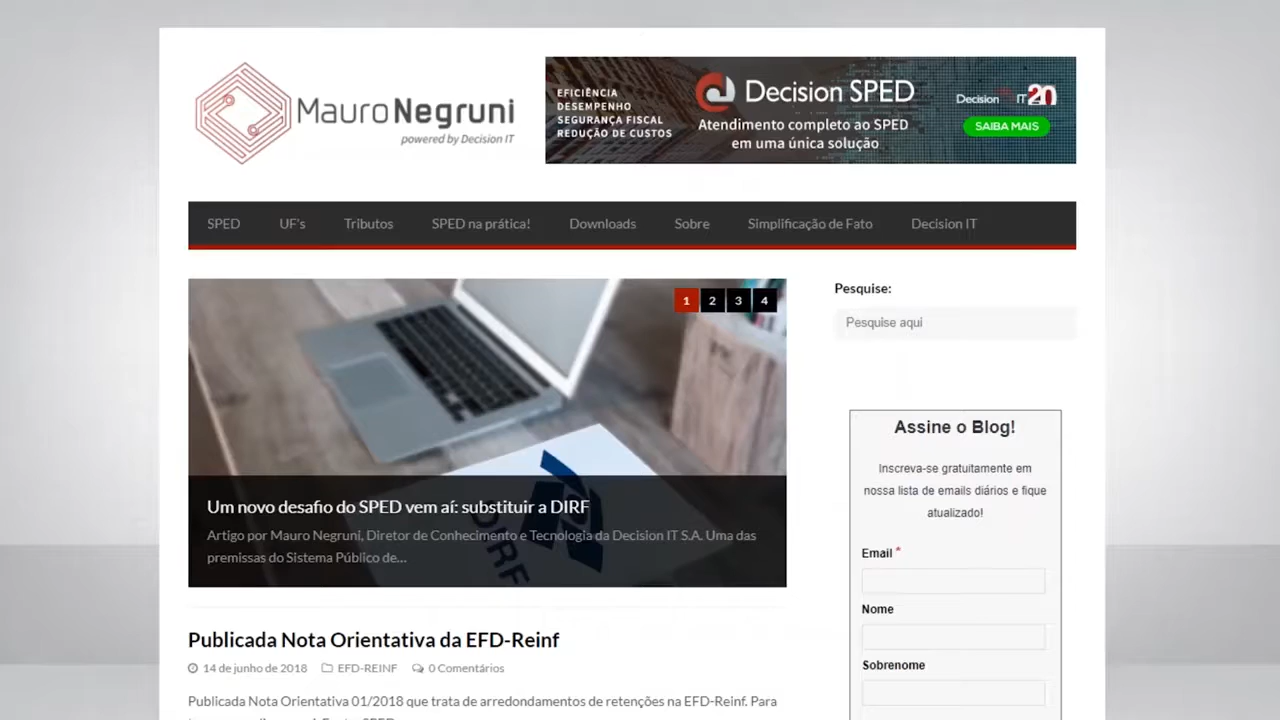 MauroNegruni
powered by Decision IT
EFICIÊNCIA
DESEMPENHO
SEGURANÇA FISCAL
REDUÇÃO DE CUSTOS
Decision SPED
Atendimento completo ao SPED
em uma única solução
Decision IT 20
SAIBA MAIS
SPED UF's Tributos SPED na prática! Downloads Sobre Simplificação de Fato Decision IT
1 2 3 4
DIRF
Um novo desafio do SPED vem aí: substituir a DIRF
Artigo por Mauro Negruni, Diretor de Conhecimento e Tecnologia da Decision IT S.A. Uma das
premissas do Sistema Público de...
Publicada Nota Orientativa da EFD-Reinf
14 de junho de 2018 EFD-REINF 0 Comentários
Publicada Nota Orientativa 01/2018 que trata de arredondamentos de retenções na EFD-Reinf. Para
Pesquise:
Pesquise aqui
Assine o Blog!
Inscreva-se gratuitamente em
nossa lista de emails diários e fique
atualizado!
Email *
Nome
Sobrenome